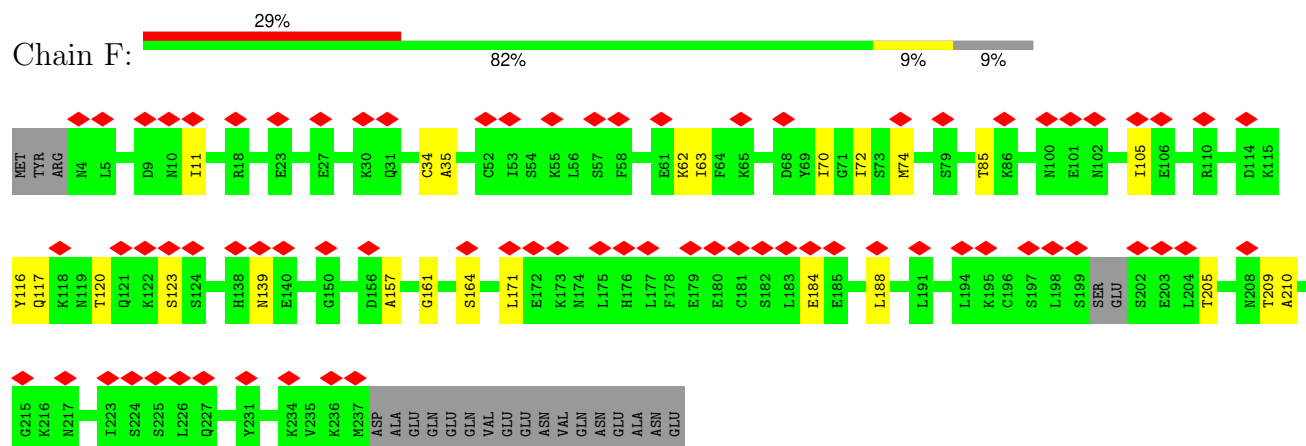 29%
Chain F:
82% 9% 9%
MET TYR ARG N4 L5 D9 N10 I11 R18 E23 E27 K30 Q31 C34 A35 C52 I53 S54 K55 L56 S57 F58 E61 K62 I63 F64 K65 D68 Y69 I70 G71 I72 S73 M74 S79 T85 K86 N100 E101 N102 I105 E106 R110 D114 K115
Y116 Q117 K118 N119 T120 Q121 K122 S123 S124 H138 N139 E140 G150 D156 A157 G161 S164 L171 E172 K173 N174 L175 H176 L177 F178 E179 E180 C181 S182 L183 E184 E185 L188 L191 L194 K195 C196 S197 L198 S199 SER GLU S202 E203 L204 T205 N208 T209 A210
G215 K216 N217 I223 S224 S225 L226 Q227 Y231 K234 V235 K236 M237 ASP ALA GLU GLN GLU GLN VAL GLU GLU ASN VAL GLN ASN GLU ALA ASN GLU